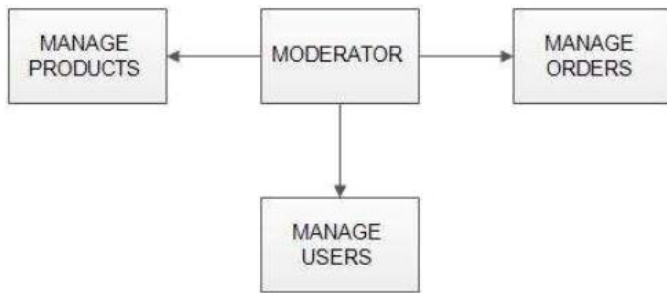 MANAGE
PRODUCTS
MODERATOR
MANAGE
ORDERS
MANAGE
USERS